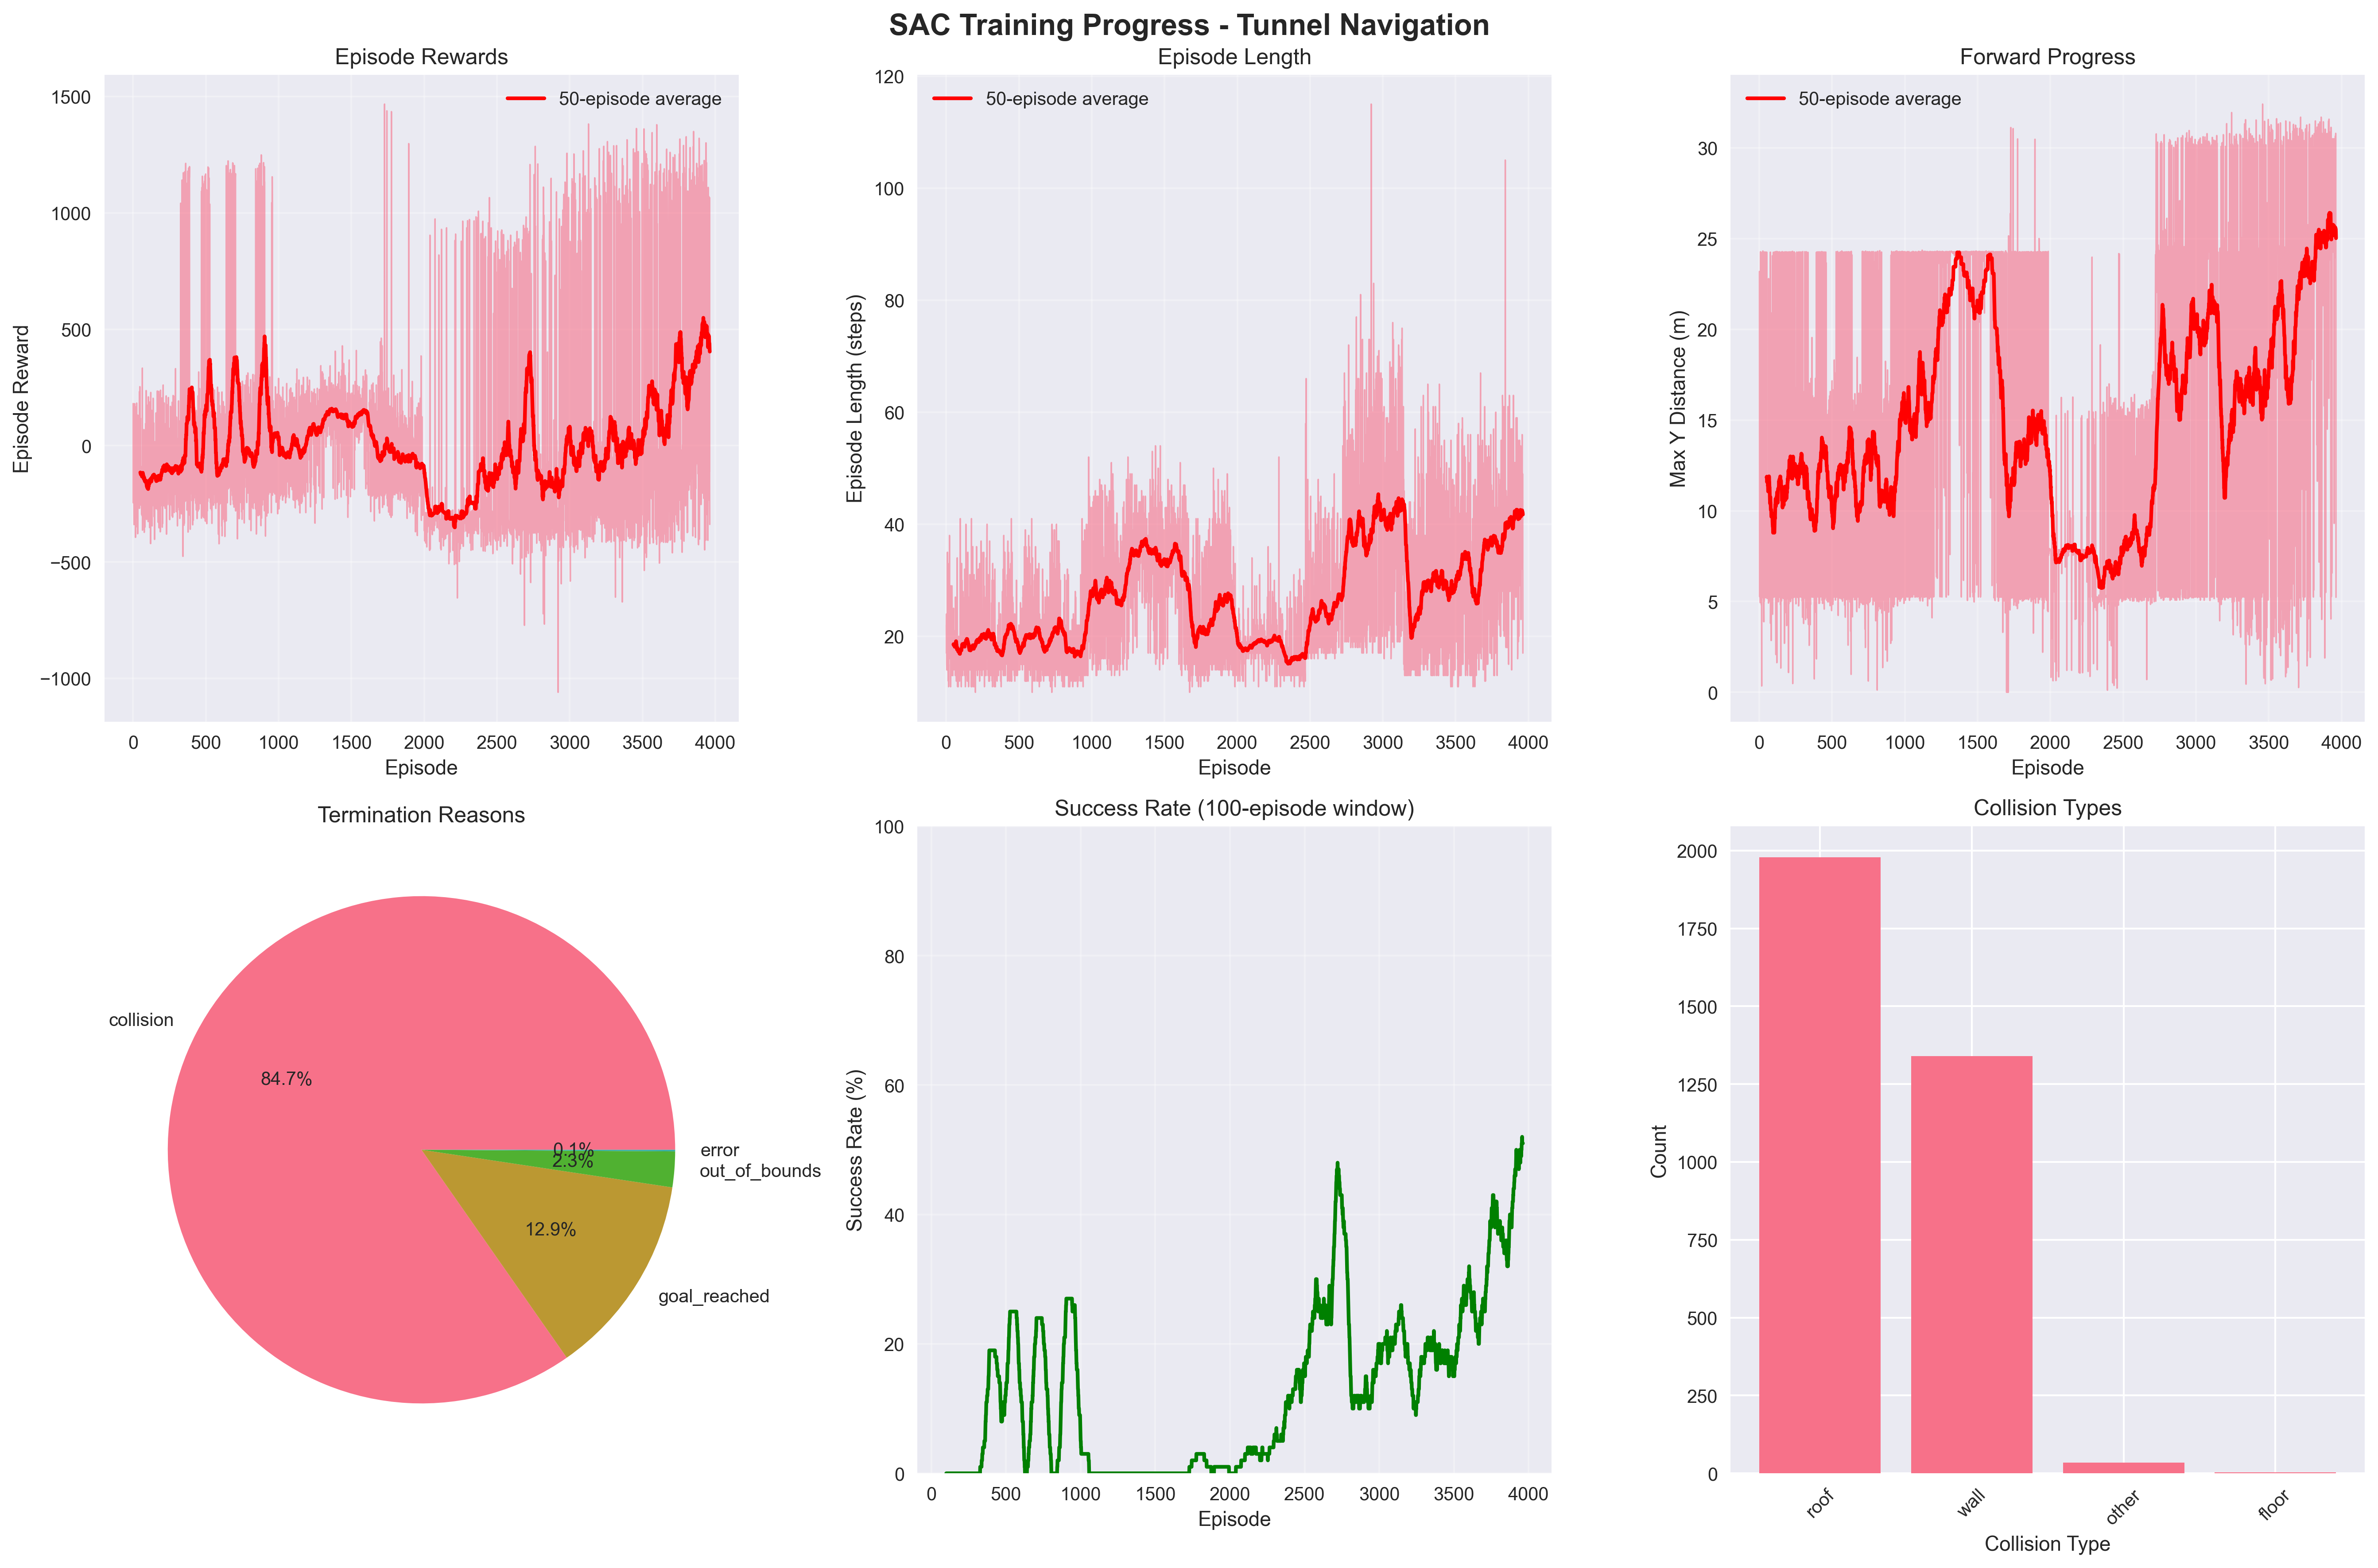 SAC Training Progress - Tunnel Navigation
Episode Rewards
1500
1000
500
0
−500
−1000
Episode Reward
50-episode average
0 500 1000 1500 2000 2500 3000 3500 4000
Episode
Episode Length
120
100
80
60
40
20
Episode Length (steps)
50-episode average
0 500 1000 1500 2000 2500 3000 3500 4000
Episode
Forward Progress
30
25
20
15
10
5
0
Max Y Distance (m)
50-episode average
0 500 1000 1500 2000 2500 3000 3500 4000
Episode
Termination Reasons
collision
84.7%
0.1%
error
2.3%
out_of_bounds
12.9%
goal_reached
Success Rate (100-episode window)
100
80
60
40
20
0
Success Rate (%)
0 500 1000 1500 2000 2500 3000 3500 4000
Episode
Collision Types
2000
1750
1500
1250
1000
750
500
250
0
Count
roof wall other floor
Collision Type